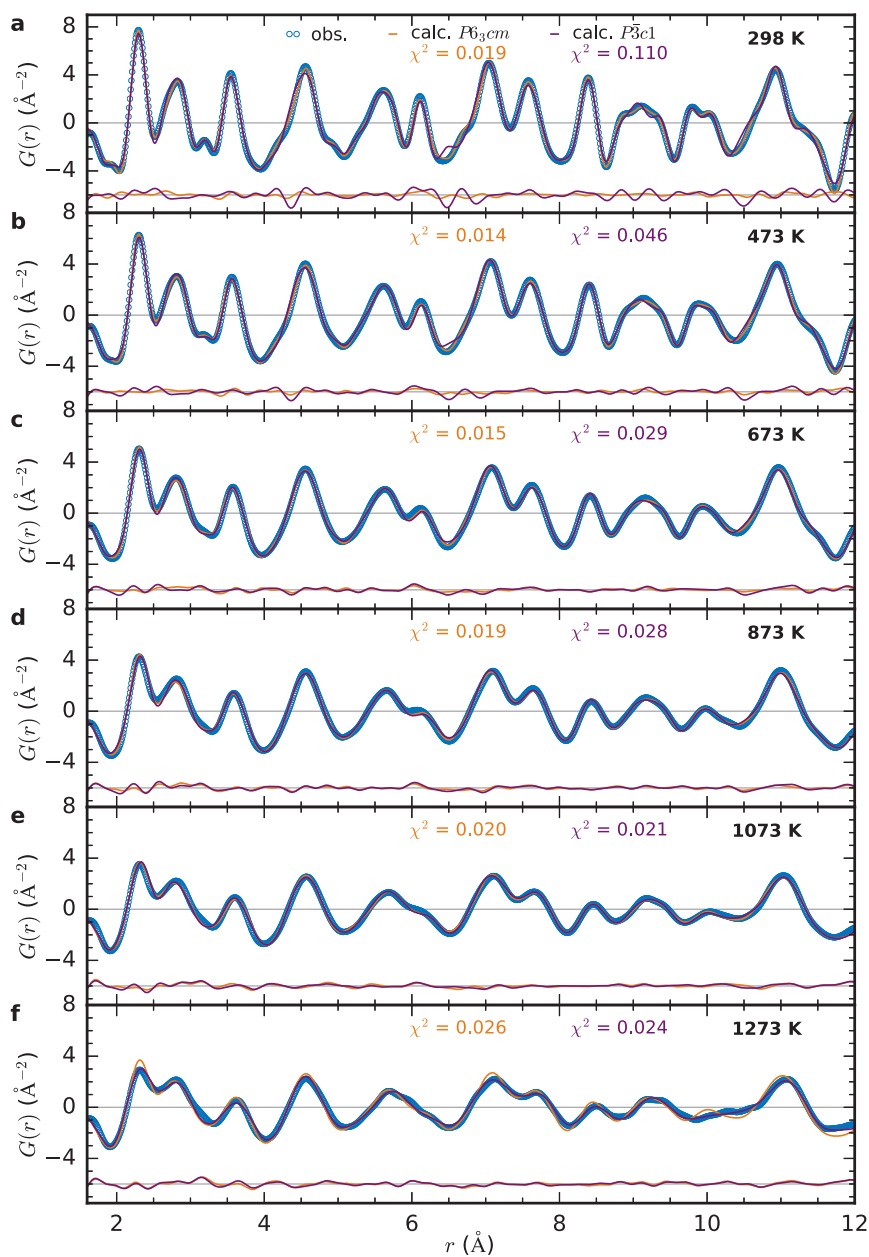 a
obs. calc. P6₃cm calc. P3̄c1 298 K
χ² = 0.019 χ² = 0.110
8
4
0
−4
G(r) (Å⁻²)
b
8
473 K
χ² = 0.014 χ² = 0.046
4
0
−4
G(r) (Å⁻²)
c
8
673 K
χ² = 0.015 χ² = 0.029
4
0
−4
G(r) (Å⁻²)
d
8
873 K
χ² = 0.019 χ² = 0.028
4
0
−4
G(r) (Å⁻²)
e
8
1073 K
χ² = 0.020 χ² = 0.021
4
0
−4
G(r) (Å⁻²)
f
8
1273 K
χ² = 0.026 χ² = 0.024
4
0
−4
G(r) (Å⁻²)
2 4 6 8 10 12
r (Å)